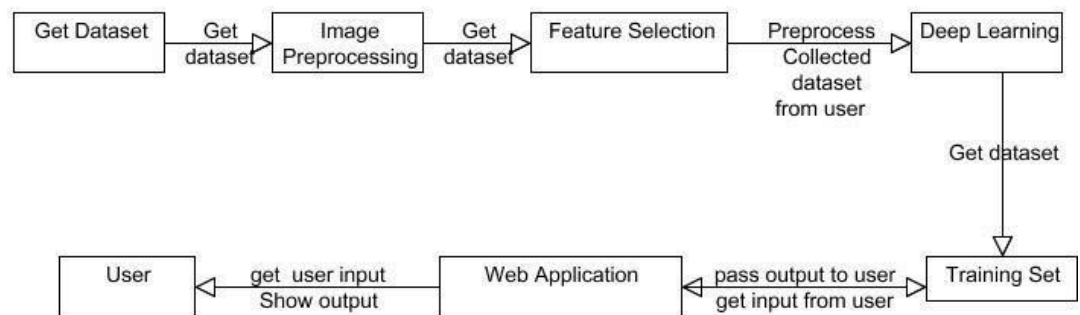 Get Dataset
Get
dataset
Image
Preprocessing
Get
dataset
Feature Selection
Preprocess
Collected
dataset
from user
Deep Learning
Get dataset
User
get user input
Show output
Web Application
pass output to user
get input from user
Training Set